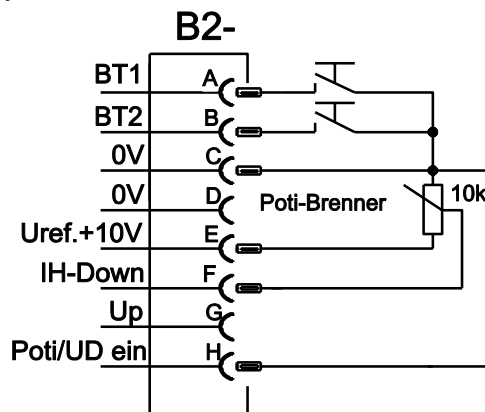 B2-
BT1 A
BT2 B
0V C
0V D
Poti-Brenner 10k
Uref.+10V E
IH-Down F
Up G
Poti/UD ein H